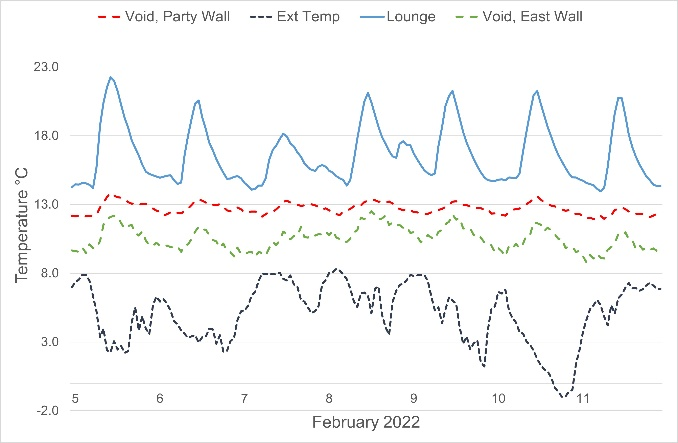 Void, Party Wall Ext Temp Lounge Void, East Wall
23.0
18.0
13.0
8.0
3.0
-2.0
Temperature °C
5 6 7 8 9 10 11
February 2022